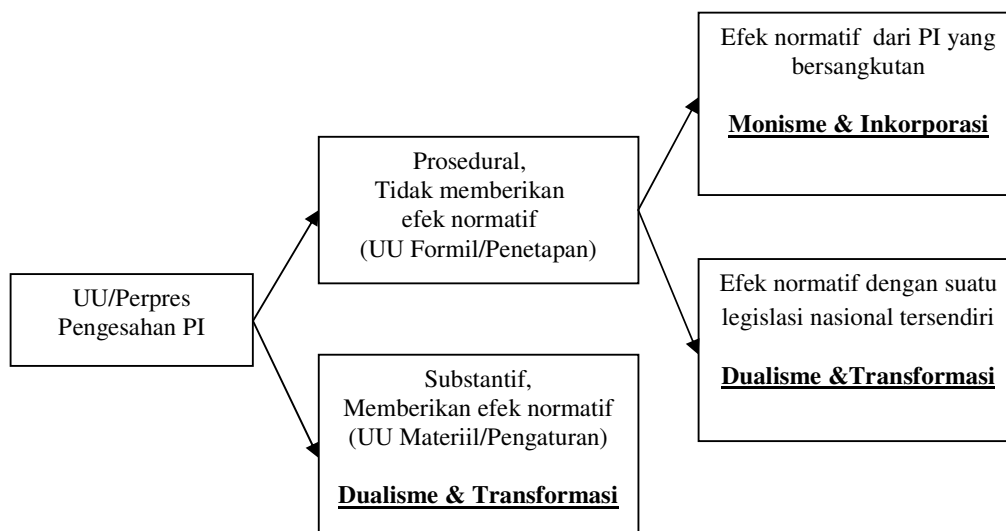 UU/Perpres
Pengesahan PI
Prosedural,
Tidak memberikan
efek normatif
(UU Formil/Penetapan)
Substantif,
Memberikan efek normatif
(UU Materiil/Pengaturan)
Dualisme & Transformasi
Efek normatif dari PI yang
bersangkutan
Monisme & Inkorporasi
Efek normatif dengan suatu
legislasi nasional tersendiri
Dualisme &Transformasi